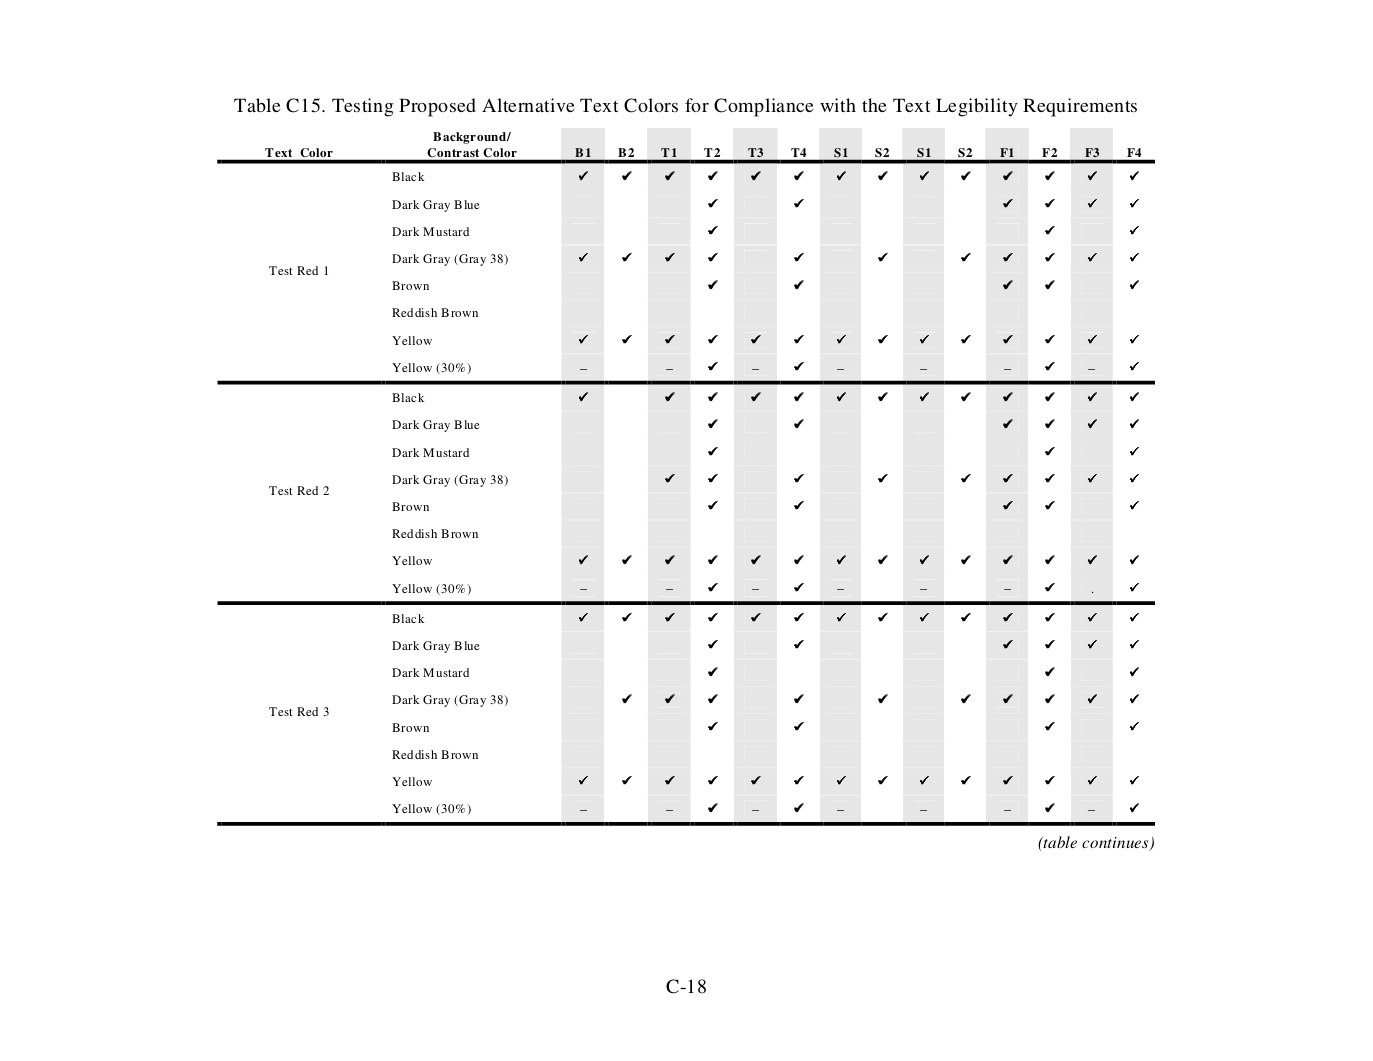 Table C15. Testing Proposed Alternative Text Colors for Compliance with the Text Legibility Requirements
Background/
Text Color Contrast Color B1 B2 T1 T2 T3 T4 S1 S2 S1 S2 F1 F2 F3 F4
Black ✔ ✔ ✔ ✔ ✔ ✔ ✔ ✔ ✔ ✔ ✔ ✔ ✔ ✔
Dark Gray Blue ✔ ✔ ✔ ✔ ✔ ✔
Dark Mustard ✔ ✔ ✔
Dark Gray (Gray 38) ✔ ✔ ✔ ✔ ✔ ✔ ✔ ✔ ✔ ✔ ✔
Test Red 1
Brown ✔ ✔ ✔ ✔ ✔
Reddish Brown
Yellow ✔ ✔ ✔ ✔ ✔ ✔ ✔ ✔ ✔ ✔ ✔ ✔ ✔ ✔
Yellow (30%) – – ✔ – ✔ – – – ✔ – ✔
Black ✔ ✔ ✔ ✔ ✔ ✔ ✔ ✔ ✔ ✔ ✔ ✔ ✔
Dark Gray Blue ✔ ✔ ✔ ✔ ✔ ✔
Dark Mustard ✔ ✔ ✔
Dark Gray (Gray 38) ✔ ✔ ✔ ✔ ✔ ✔ ✔ ✔ ✔
Test Red 2
Brown ✔ ✔ ✔ ✔ ✔
Reddish Brown
Yellow ✔ ✔ ✔ ✔ ✔ ✔ ✔ ✔ ✔ ✔ ✔ ✔ ✔ ✔
Yellow (30%) – – ✔ – ✔ – – – ✔ . ✔
Black ✔ ✔ ✔ ✔ ✔ ✔ ✔ ✔ ✔ ✔ ✔ ✔ ✔ ✔
Dark Gray Blue ✔ ✔ ✔ ✔ ✔ ✔
Dark Mustard ✔ ✔ ✔
Dark Gray (Gray 38) ✔ ✔ ✔ ✔ ✔ ✔ ✔ ✔ ✔ ✔
Test Red 3
Brown ✔ ✔ ✔ ✔
Reddish Brown
Yellow ✔ ✔ ✔ ✔ ✔ ✔ ✔ ✔ ✔ ✔ ✔ ✔ ✔ ✔
Yellow (30%) – – ✔ – ✔ – – – ✔ – ✔
(table continues)
C-18